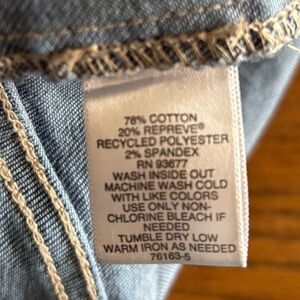 78% COTTON
20% REPREVE®
RECYCLED POLYESTER
2% SPANDEX
RN 93677
WASH INSIDE OUT
MACHINE WASH COLD
WITH LIKE COLORS
USE ONLY NON-
CHLORINE BLEACH IF
NEEDED
TUMBLE DRY LOW
WARM IRON AS NEEDED
76163-5